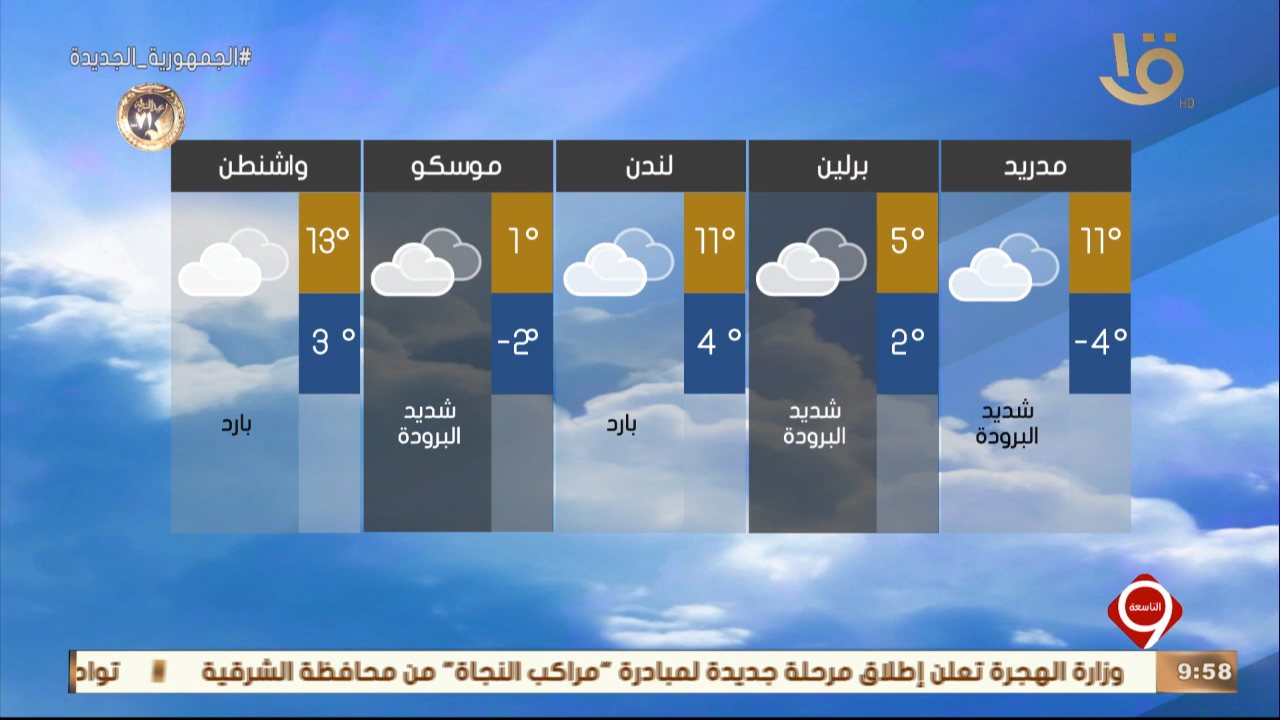 #الجمهورية_الجديدة
HD
مدريد
برلين
لندن
موسكو
واشنطن
11°
5°
11°
1°
13°
-4°
2°
4 °
-2°
3 °
شديد
البرودة
شديد
البرودة
بارد
شديد
البرودة
بارد
التاسعة
9
9:58
وزارة الهجرة تعلن إطلاق مرحلة جديدة لمبادرة "مراكب النجاة" من محافظة الشرقية